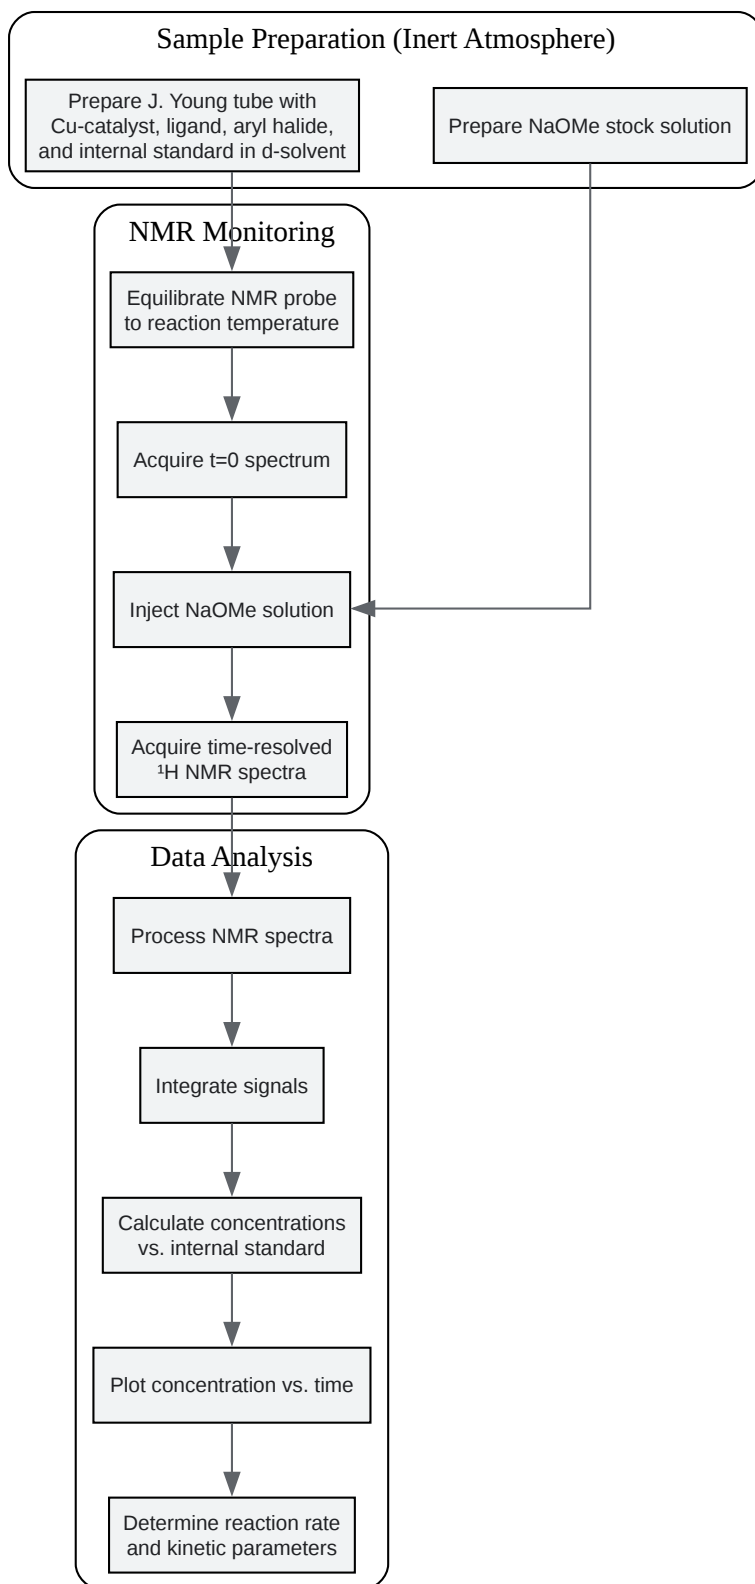 Sample Preparation (Inert Atmosphere)
Prepare J. Young tube with
Cu-catalyst, ligand, aryl halide,
and internal standard in d-solvent
Prepare NaOMe stock solution
NMR Monitoring
Equilibrate NMR probe
to reaction temperature
Acquire t=0 spectrum
Inject NaOMe solution
Acquire time-resolved
¹H NMR spectra
Data Analysis
Process NMR spectra
Integrate signals
Calculate concentrations
vs. internal standard
Plot concentration vs. time
Determine reaction rate
and kinetic parameters